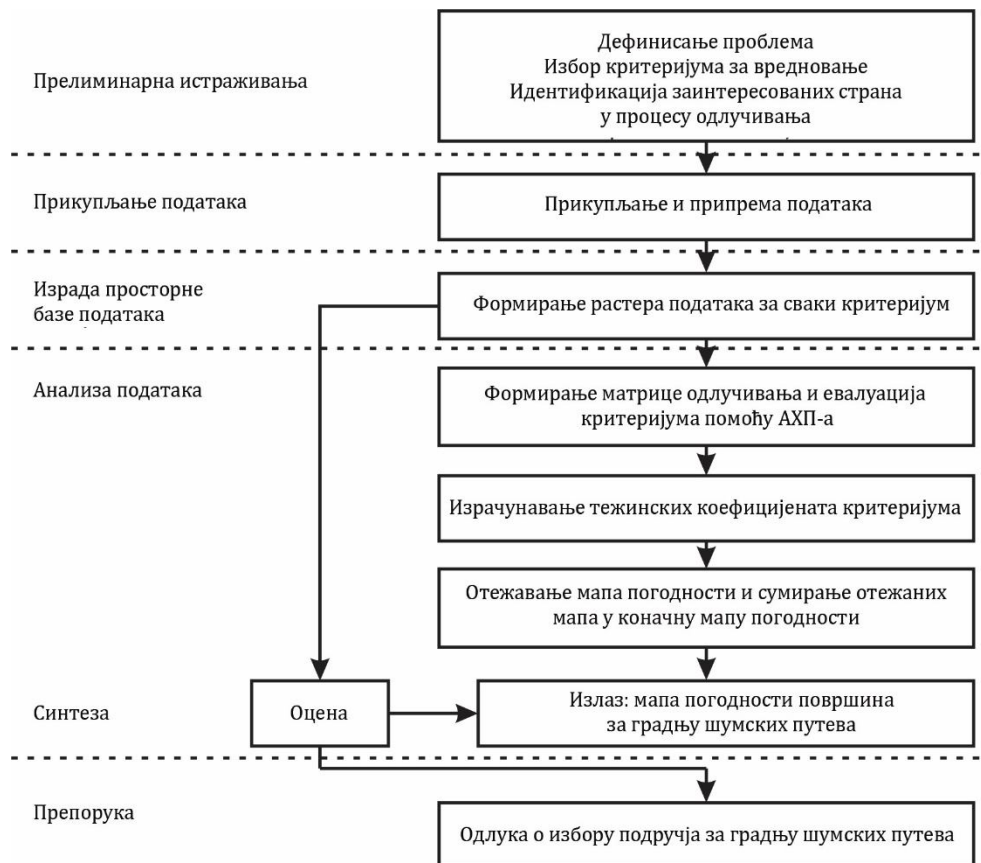 Прелиминарна истраживања
Дефинисање проблема
Избор критеријума за вредновање
Идентификација заинтересованих страна
у процесу одлучивања
Прикупљање података
Прикупљање и припрема података
Израда просторне
базе података
Формирање растера података за сваки критеријум
Анализа података
Формирање матрице одлучивања и евалуација
критеријума помоћу АХП-а
Израчунавање тежинских коефицијената критеријума
Отежавање мапа погодности и сумирање отежаних
мапа у коначну мапу погодности
Синтеза
Оцена
Излаз: мапа погодности површина
за градњу шумских путева
Препорука
Одлука о избору подручја за градњу шумских путева